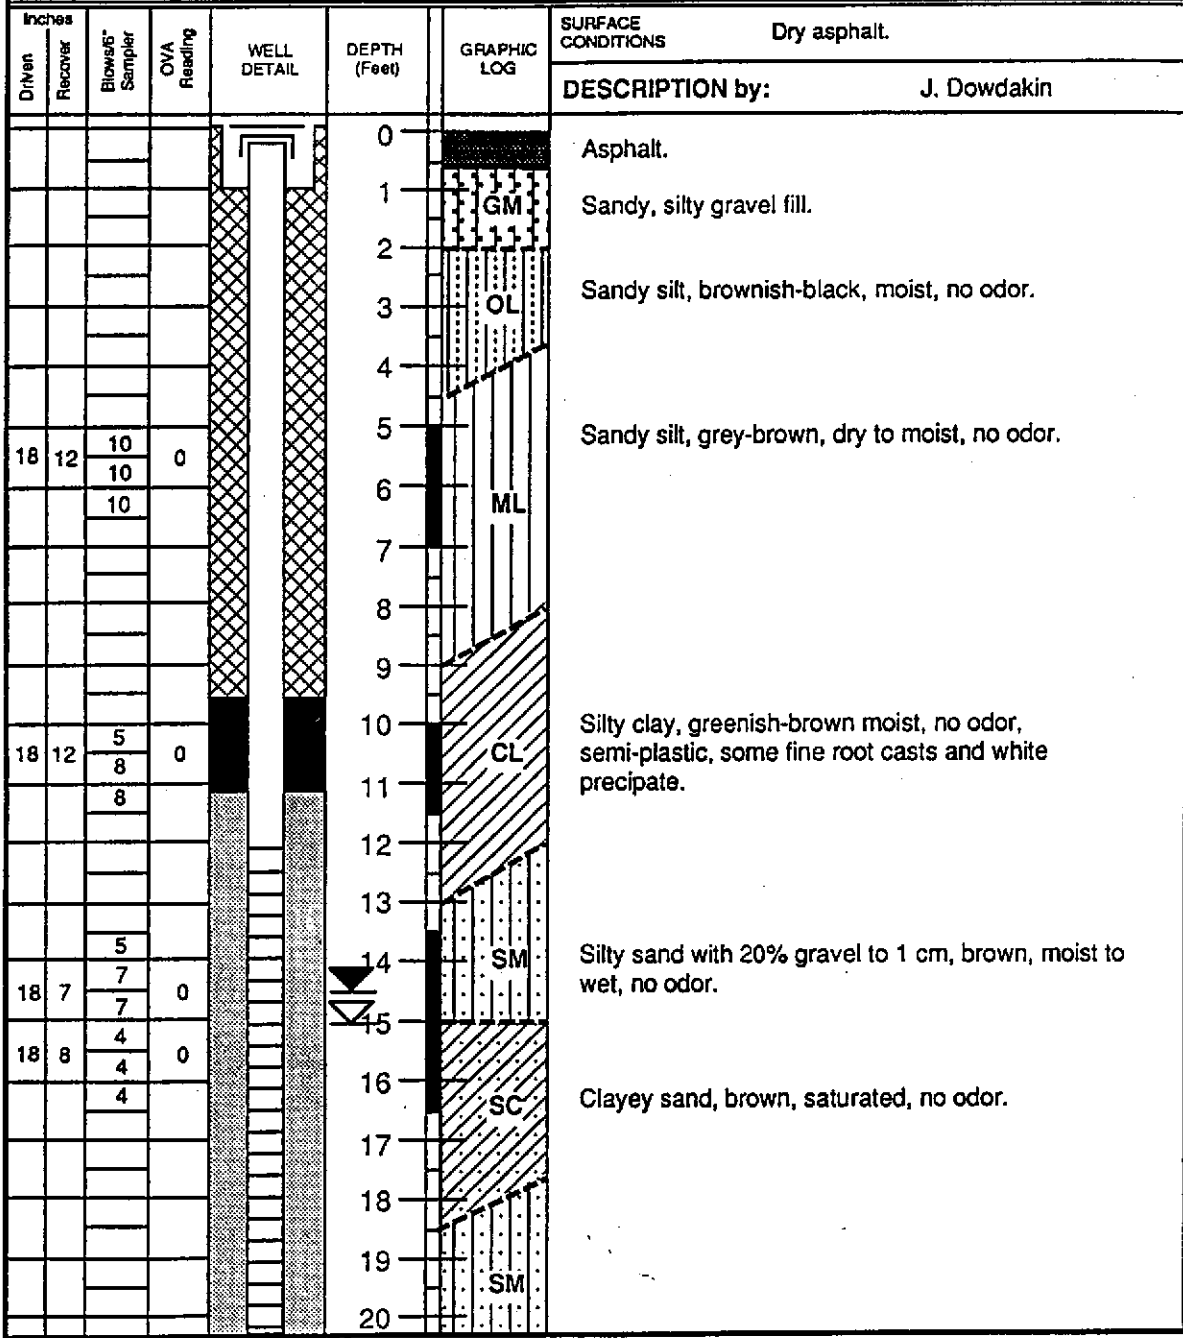 Inches
Driven
Recover
Blows/6"
Sampler
OVA
Reading
WELL
DETAIL
DEPTH
(Feet)
GRAPHIC
LOG
SURFACE
CONDITIONS
Dry asphalt.
DESCRIPTION by: J. Dowdakin
0
Asphalt.
1
GM
Sandy, silty gravel fill.
2
Sandy silt, brownish-black, moist, no odor.
3
OL
4
5
Sandy silt, grey-brown, dry to moist, no odor.
18 12 10 0
10
6
10
ML
7
8
9
10
Silty clay, greenish-brown moist, no odor,
18 12 5 0
8
CL
semi-plastic, some fine root casts and white
11
precipate.
8
12
13
5
14
SM
Silty sand with 20% gravel to 1 cm, brown, moist to
wet, no odor.
18 7 7 0
7
15
18 8 4 0
4
16
4
SC
Clayey sand, brown, saturated, no odor.
17
18
19
SM
20